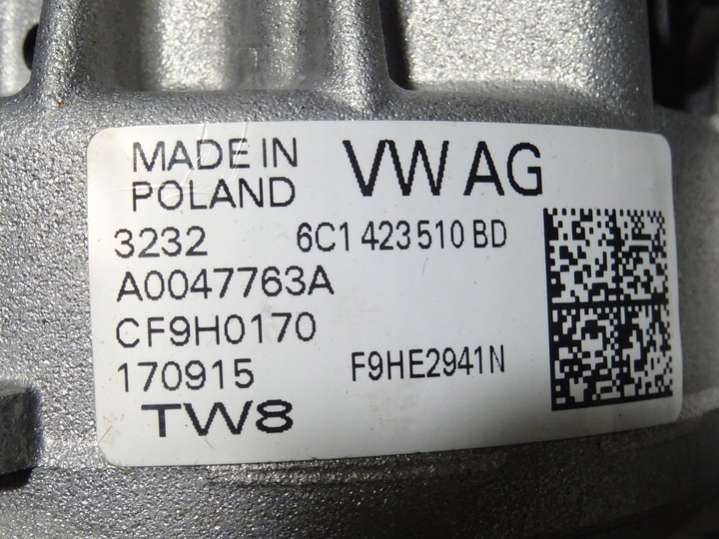 MADE IN
POLAND
VW AG
3232 6C1 423 510 BD
A0047763A
CF9H0170
170915 F9HE2941N
TW8